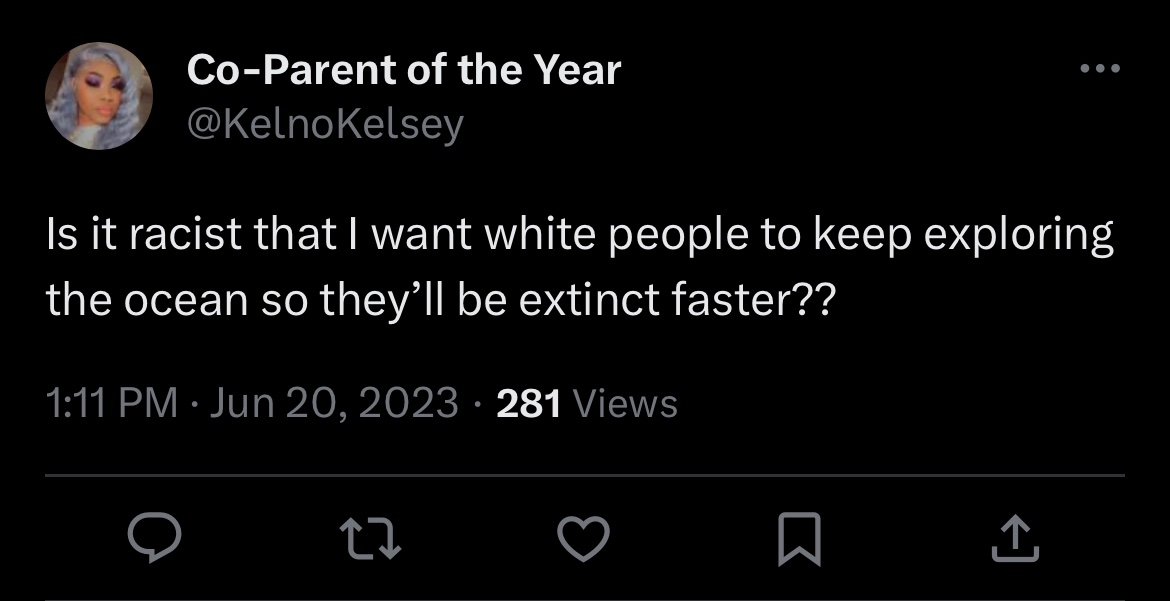 Co-Parent of the Year
@KelnoKelsey
Is it racist that I want white people to keep exploring
the ocean so they’ll be extinct faster??
1:11 PM · Jun 20, 2023 · 281 Views